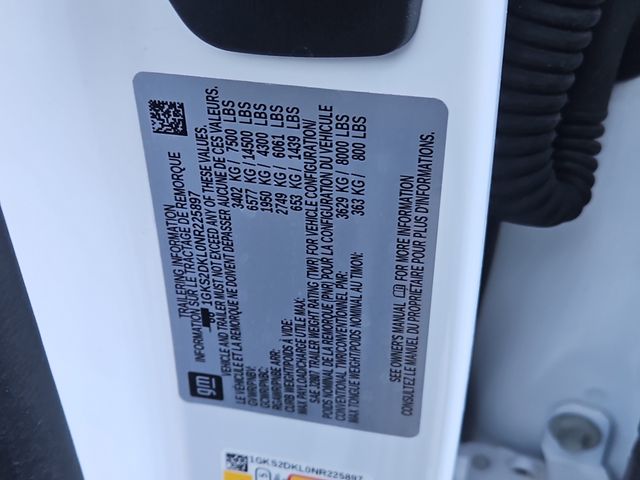 TRAILERING INFORMATION
INFORMATION SUR LE TRACTAGE DE REMORQUE
1GKS2DKL0NR225897
VEHICLE AND TRAILER MUST NOT EXCEED ANY OF THESE VALUES.
LE VÉHICULE ET LA REMORQUE NE DOIVENT DÉPASSER AUCUNE DE CES VALEURS.
GVWR/PNBV: 3402 KG / 7500 LBS
GCWR/PNBC: 6577 KG / 14500 LBS
RGAWR/PNBE ARR: 1950 KG / 4300 LBS
CURB WEIGHT/POIDS À VIDE: 2749 KG / 6061 LBS
MAX PAYLOAD/CHARGE UTILE MAX: 653 KG / 1439 LBS
SAE J2807 TRAILER WEIGHT RATING (TWR) FOR VEHICLE CONFIGURATION/
POIDS NOMINAL DE LA REMORQUE (PNR) POUR LA CONFIGURATION DU VÉHICULE
CONVENTIONAL TWR/CONVENTIONNEL PNR: 3629 KG / 8000 LBS
MAX TONGUE WEIGHT/POIDS NOMINAL AU TIMON: 363 KG / 800 LBS
SEE OWNER'S MANUAL FOR MORE INFORMATION
CONSULTEZ LE MANUEL DU PROPRIÉTAIRE POUR PLUS D'INFORMATIONS.
gm
1GKS2DKL0NR225897